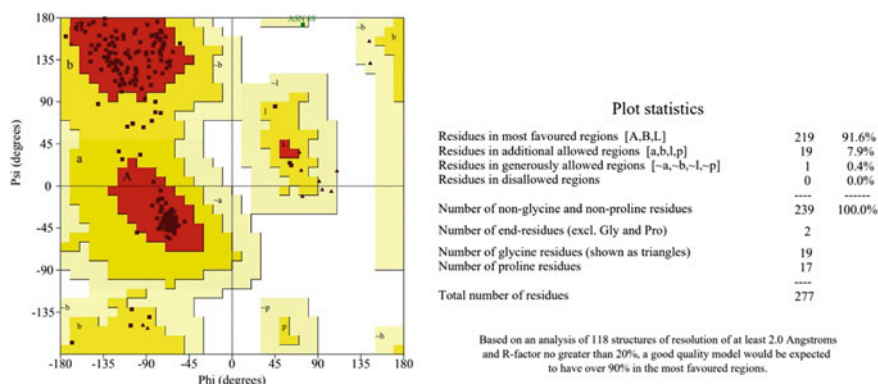 180
135
90
45
0
-45
-90
-135
-180
-135
-90
-45
0
45
90
135
180
Psi (degrees)
Phi (degrees)
B
b
~b
a
A
~a
~l
l
L
~b
b
~b
b
~b
~p
p
~b
b
Plot statistics
Residues in most favoured regions [A,B,L] 219 91.6%
Residues in additional allowed regions [a,b,l,p] 19 7.9%
Residues in generously allowed regions [~a,~b,~l,~p] 1 0.4%
Residues in disallowed regions 0 0.0%
---- ------
Number of non-glycine and non-proline residues 239 100.0%
Number of end-residues (excl. Gly and Pro) 2
Number of glycine residues (shown as triangles) 19
Number of proline residues 17
----
Total number of residues 277
Based on an analysis of 118 structures of resolution of at least 2.0 Angstroms
and R-factor no greater than 20%, a good quality model would be expected
to have over 90% in the most favoured regions.